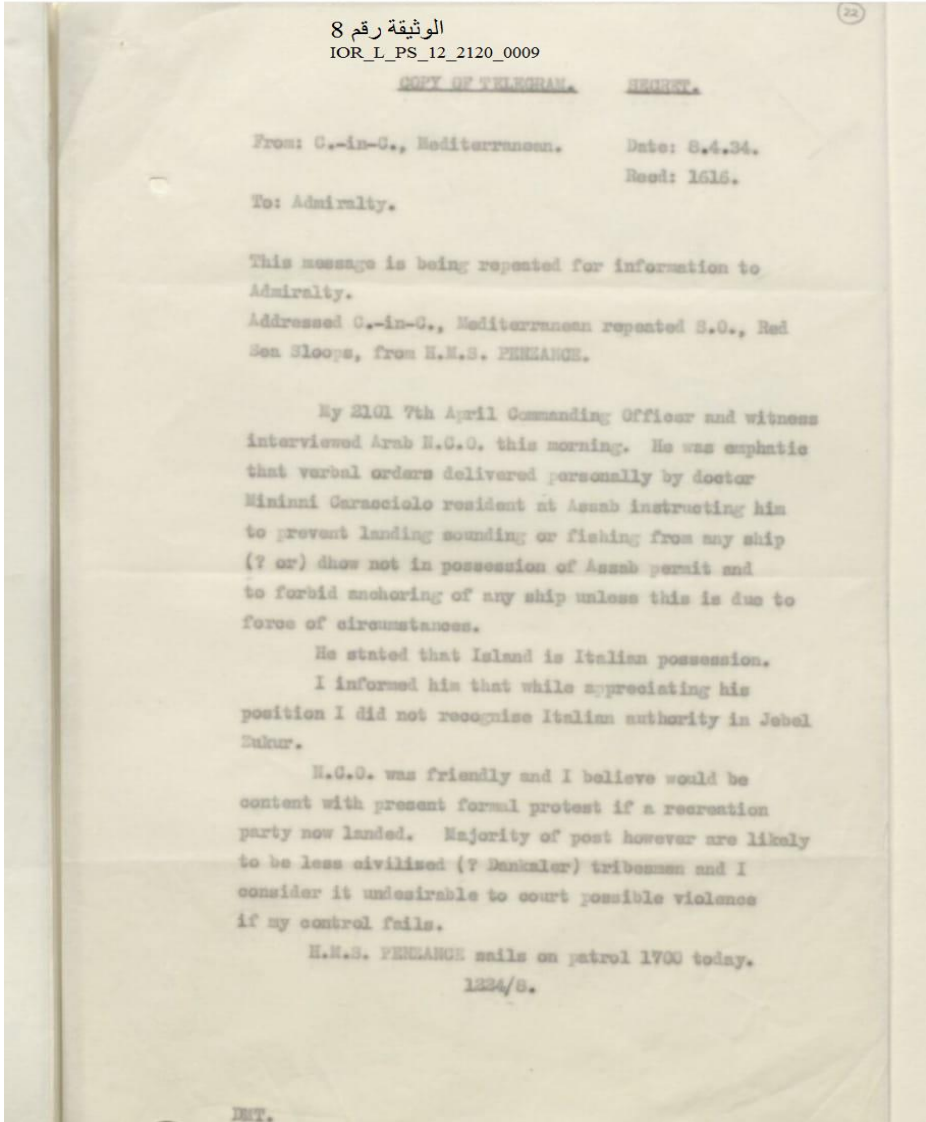 22
الوثيقة رقم 8
IOR_L_PS_12_2120_0009
COPY OF TELEGRAM. SECRET.
From: C.-in-C., Mediterranean. Date: 8.4.34.
Recd: 1616.
To: Admiralty.
This message is being repeated for information to
Admiralty.
Addressed C.-in-C., Mediterranean repeated S.O., Red
Sea Sloops, from H.M.S. PENZANCE.
My 2101 7th April Commanding Officer and witness
interviewed Arab N.C.O. this morning. He was emphatic
that verbal orders delivered personally by doctor
Mininni Caracciolo resident at Assab instructing him
to prevent landing sounding or fishing from any ship
(? or) dhow not in possession of Assab permit and
to forbid anchoring of any ship unless this is due to
force of circumstances.
He stated that Island is Italian possession.
I informed him that while appreciating his
position I did not recognise Italian authority in Jebel
Zukur.
N.C.O. was friendly and I believe would be
content with present formal protest if a recreation
party now landed. Majority of post however are likely
to be less civilised (? Dankaler) tribesmen and I
consider it undesirable to court possible violence
if my control fails.
H.M.S. PENZANCE sails on patrol 1700 today.
1224/8.
DMT.